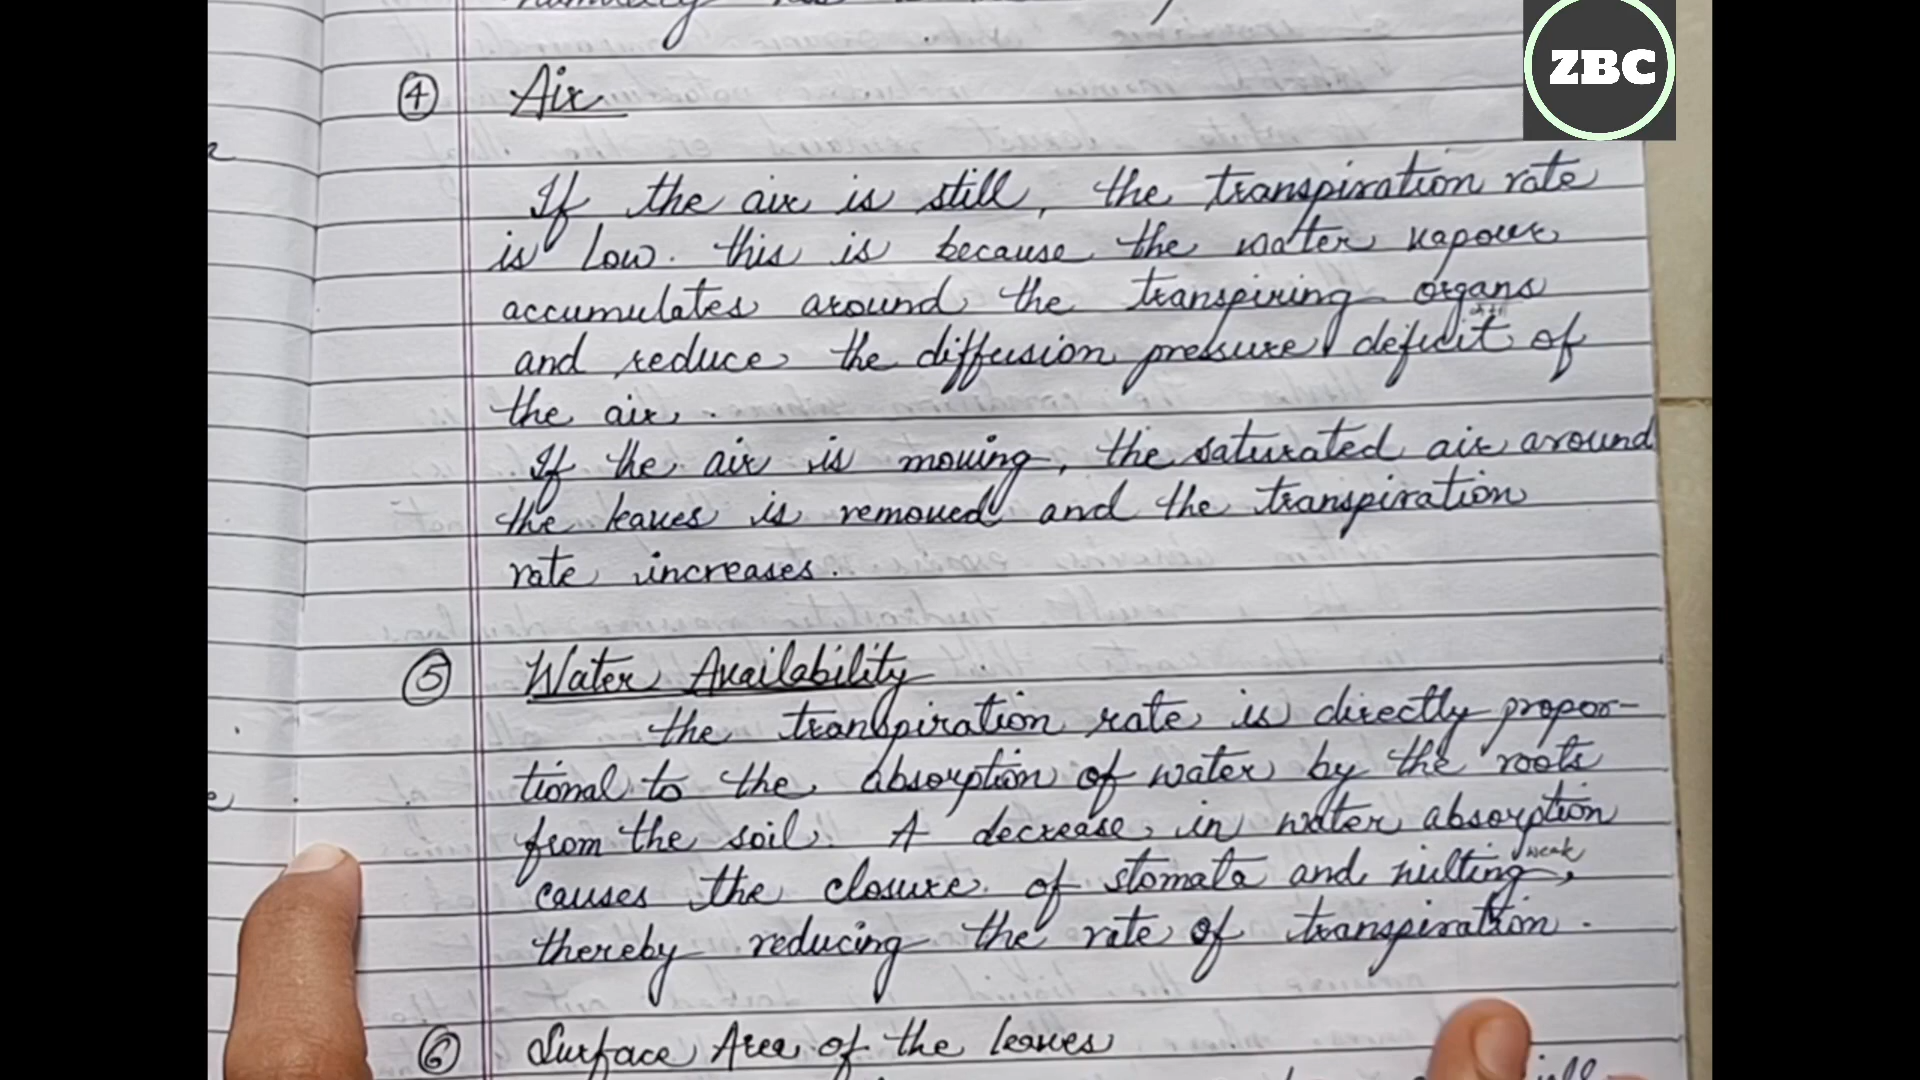 ZBC
④ Air
If the air is still, the transpiration rate
is low. this is because the water vapour
accumulates around the transpiring organs
and reduce the diffusion pressure deficit of
the air.
If the air is moving, the saturated air around
the leaves is removed and the transpiration
rate increases.
⑤ Water Availability
the transpiration rate is directly propor-
tional to the absorption of water by the roots
from the soil. A decrease in water absorption
weak
causes the closure of stomata and wilting,
thereby reducing the rate of transpiration.
⑥ Surface Area of the leaves